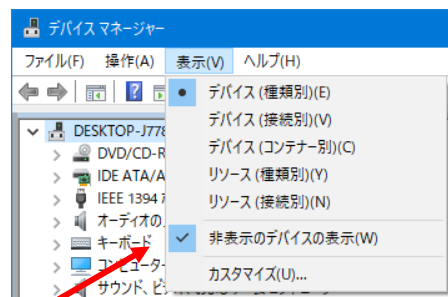 デバイス マネージャー
ファイル(F) 操作(A) 表示(V) ヘルプ(H)
デバイス (種類別)(E)
デバイス (接続別)(V)
デバイス (コンテナー別)(C)
リソース (種類別)(Y)
リソース (接続別)(N)
非表示のデバイスの表示(W)
カスタマイズ(U)...
DESKTOP-J778
DVD/CD-R
IDE ATA/A
IEEE 1394
オーディオの
キーボード
コンピューター
サウンド、ビ